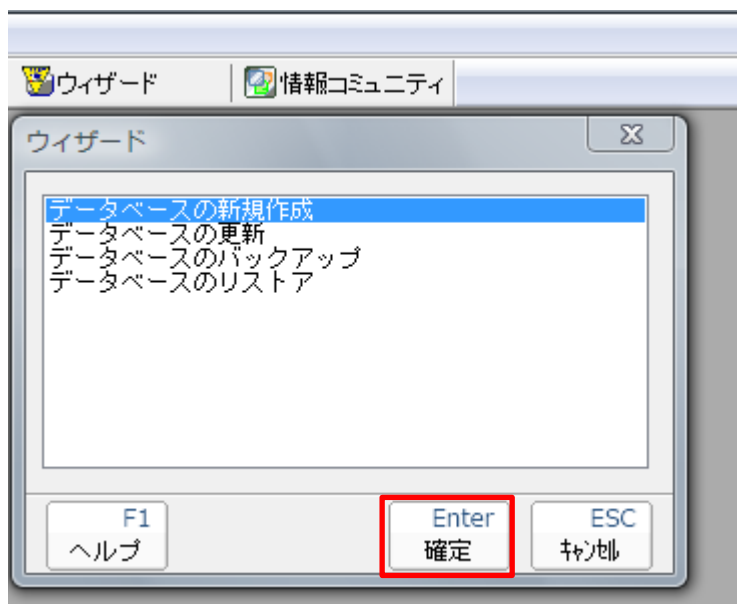 ウィザード 情報コミュニティ
ウィザード
データベースの新規作成
データベースの更新
データベースのバックアップ
データベースのリストア
F1 Enter ESC
ヘルプ 確定 ｷｬﾝｾﾙ